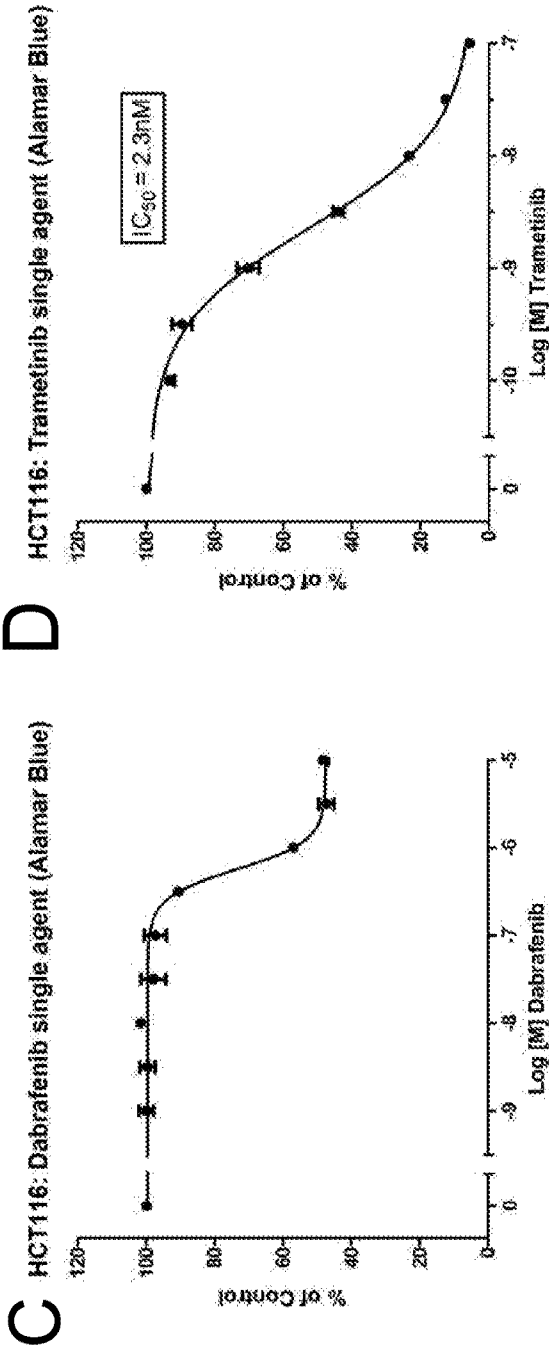 C
HCT116: Dabrafenib single agent (Alamar Blue)
120
100
80
60
40
20
0
% of Control
0
-9
-8
-7
-6
-5
Log [M] Dabrafenib
D
HCT116: Trametinib single agent (Alamar Blue)
IC50 = 2.3nM
120
100
80
60
40
20
0
% of Control
0
-10
-9
-8
-7
Log [M] Trametinib